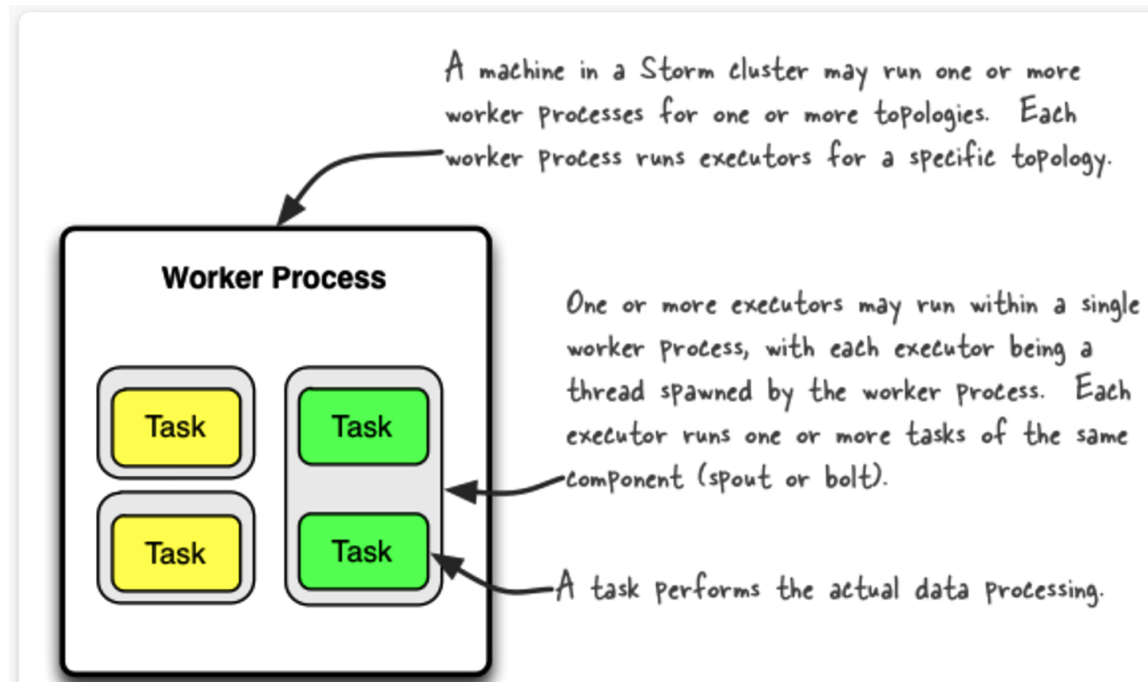 A machine in a Storm cluster may run one or more
worker processes for one or more topologies. Each
worker process runs executors for a specific topology.
Worker Process
One or more executors may run within a single
worker process, with each executor being a
thread spawned by the worker process. Each
executor runs one or more tasks of the same
component (spout or bolt).
Task
Task
Task
Task
A task performs the actual data processing.